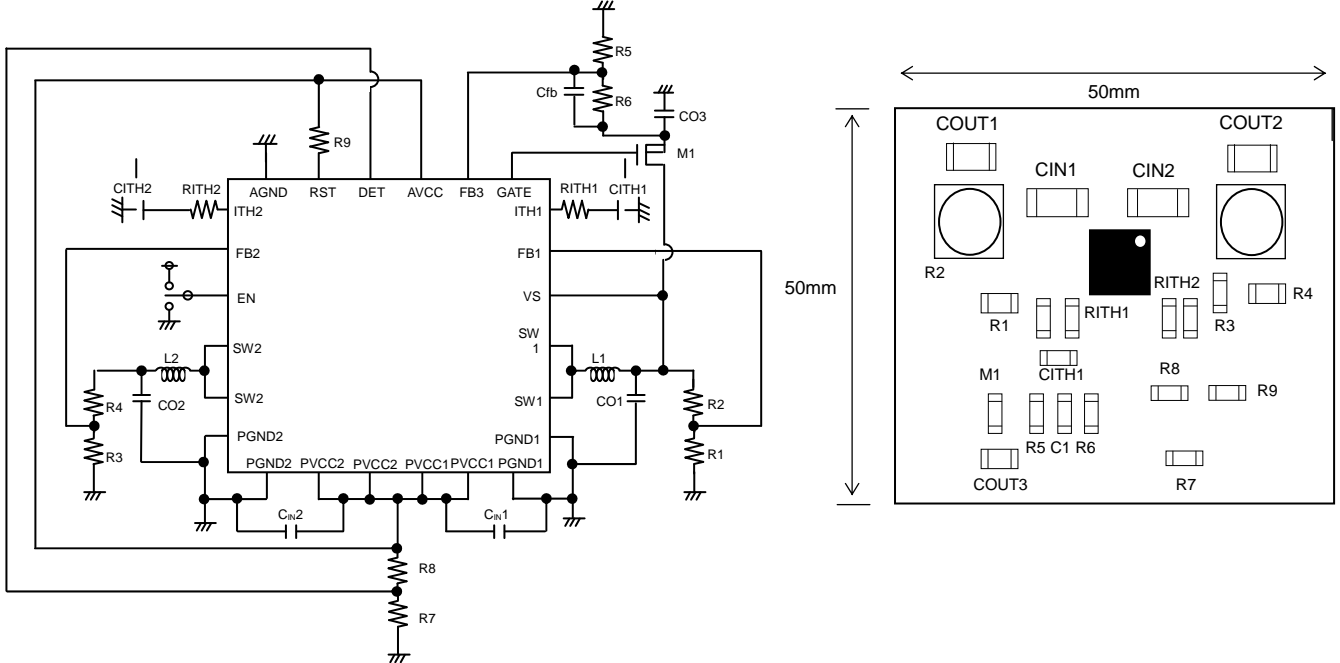 R5
Cfb
R6
CO3
R9
M1
CITH2
RITH2
AGND
RST
DET
AVCC
FB3
GATE
RITH1
CITH1
ITH2
ITH1
FB2
FB1
EN
VS
SW2
SW
1
L2
L1
R4
CO2
SW2
SW1
CO1
R2
PGND2
PGND1
R3
R1
PGND2
PVCC2
PVCC2
PVCC1
PVCC1
PGND1
CIN2
CIN1
R8
R7
50mm
COUT1
COUT2
CIN1
CIN2
R2
50mm
RITH2
R1
RITH1
R3
R4
M1
CITH1
R8
R9
R5 C1 R6
COUT3
R7